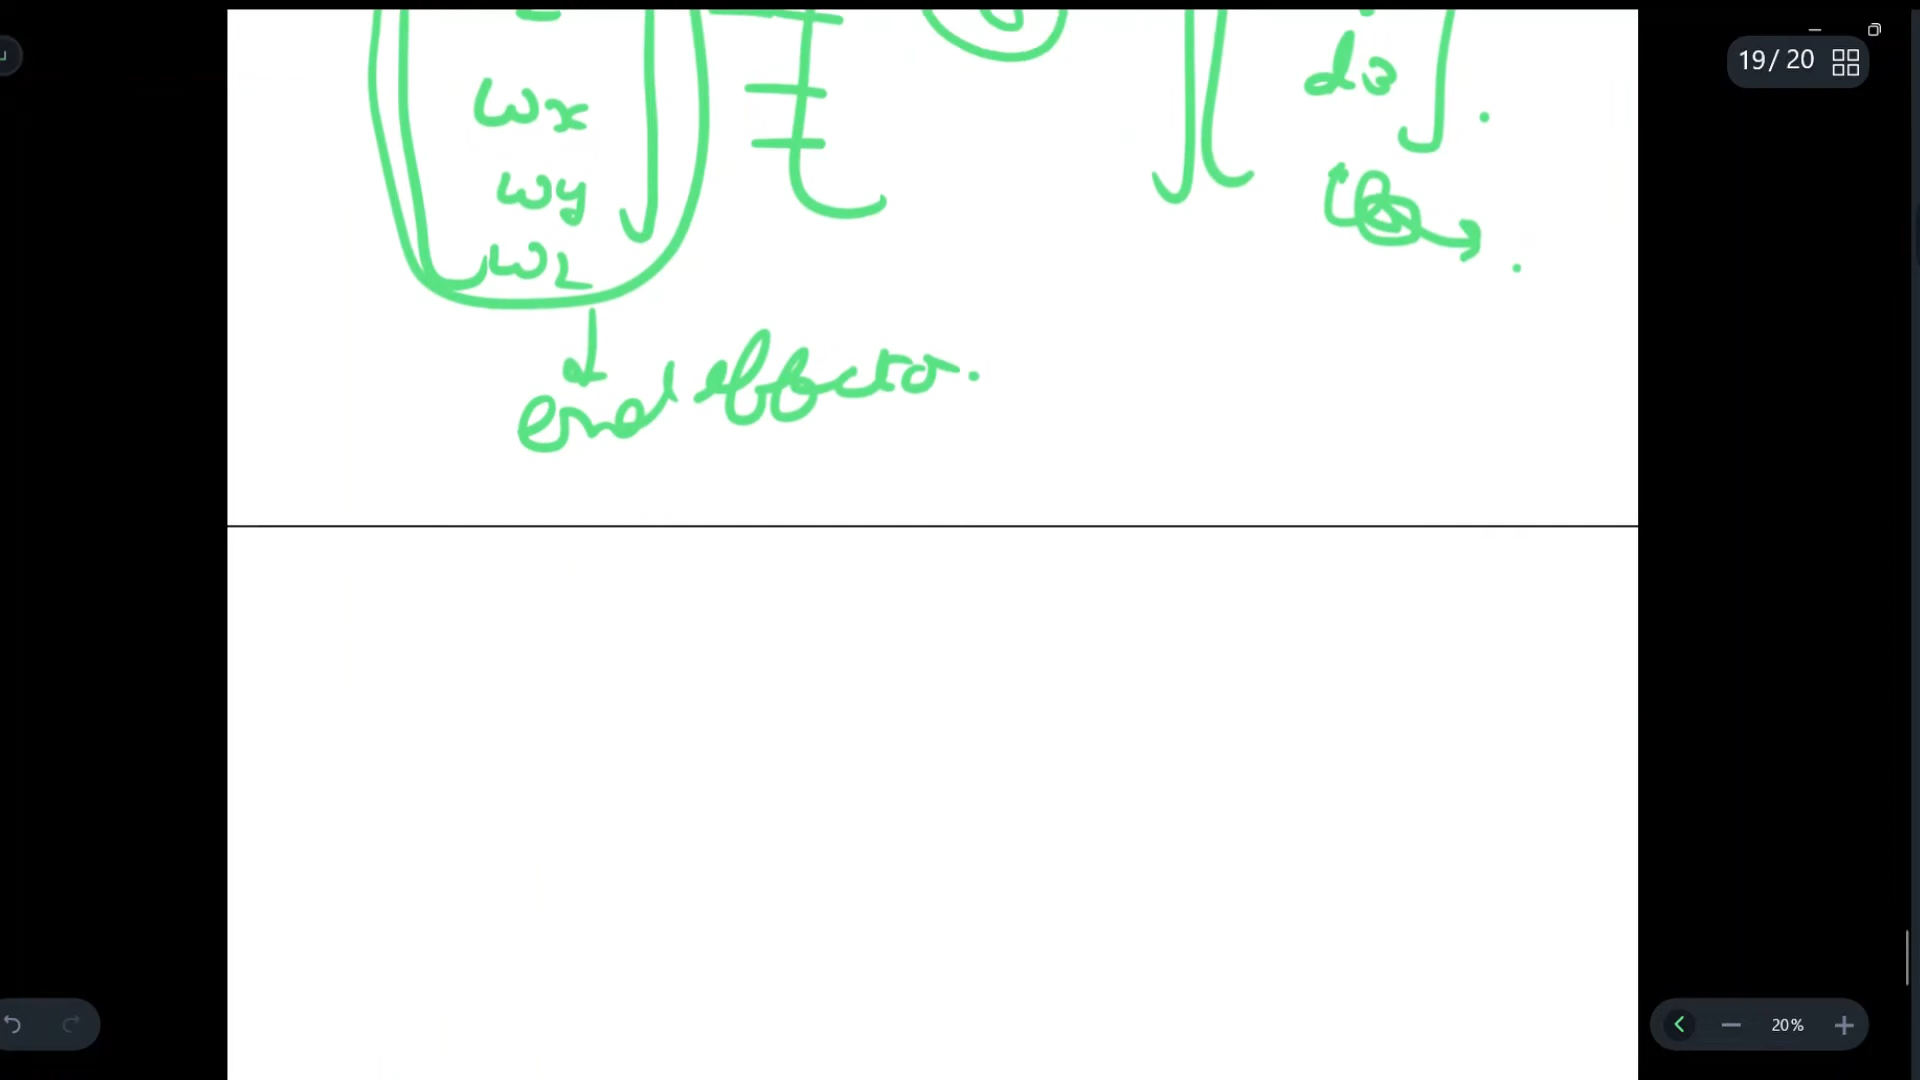 19/ 20
d3
ωx
ωy
ωz
end effector.
20%